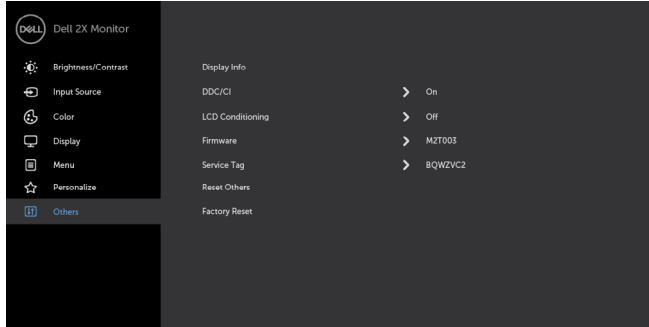 DELL Dell 2X Monitor
Brightness/Contrast Display Info
Input Source DDC/CI On
Color LCD Conditioning Off
Display Firmware M2T003
Menu Service Tag BQWZVC2
Personalize Reset Others
Others Factory Reset